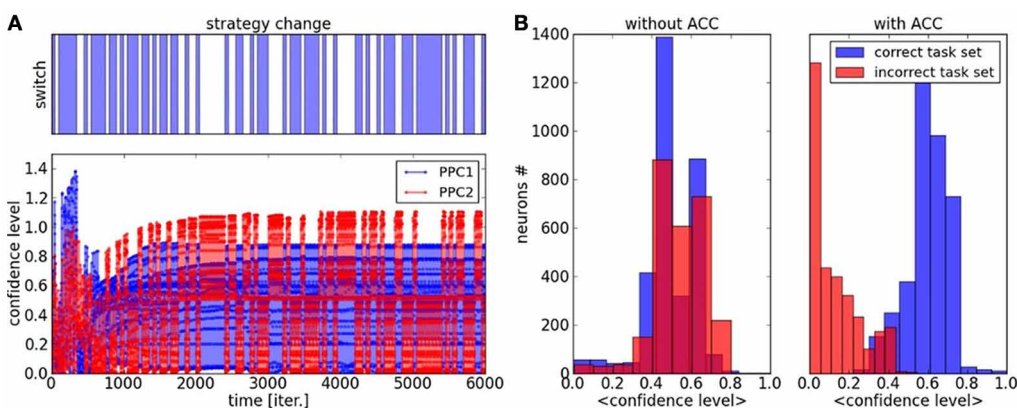 A
strategy change
switch
confidence level
1.4
1.2
1.0
0.8
0.6
0.4
0.2
0.0
PPC1
PPC2
0 1000 2000 3000 4000 5000 6000
time [iter.]
B
without ACC
neurons #
1400
1200
1000
800
600
400
200
0
0.0 0.2 0.4 0.6 0.8 1.0
<confidence level>
with ACC
correct task set
incorrect task set
0.0 0.2 0.4 0.6 0.8 1.0
<confidence level>